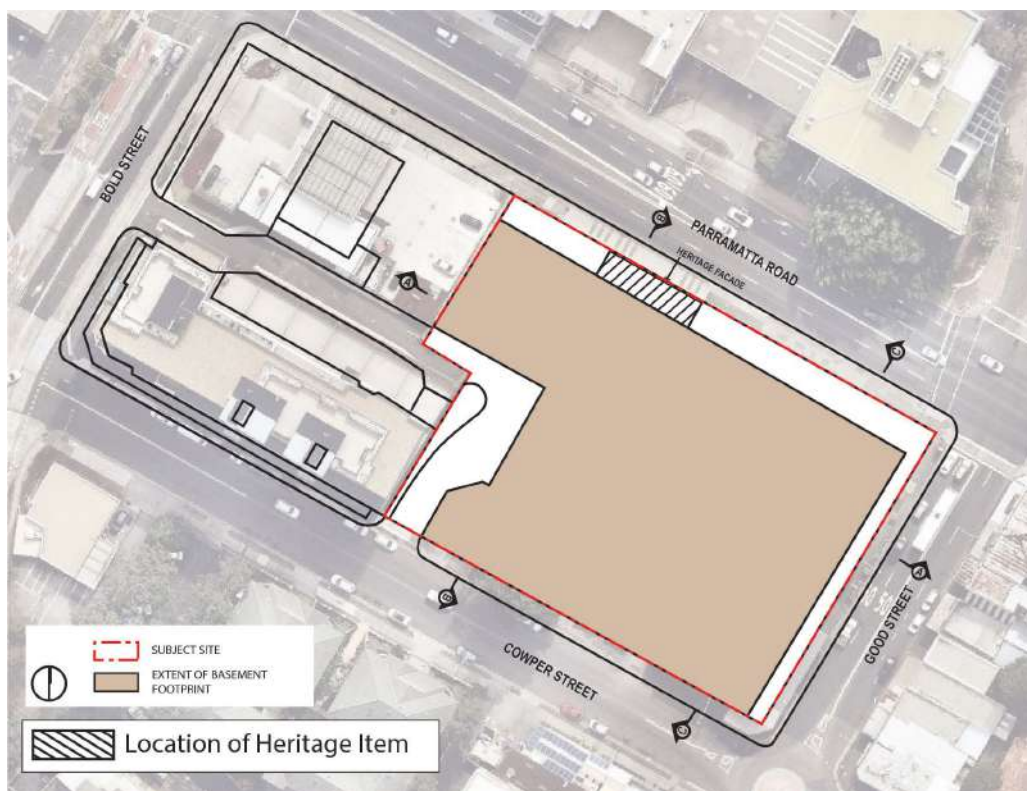 BOLD STREET
B
PARRAMATTA ROAD
HERITAGE FACADE
A
C
A
GOOD STREET
B
COWPER STREET
C
SUBJECT SITE
EXTENT OF BASEMENT
FOOTPRINT
Location of Heritage Item